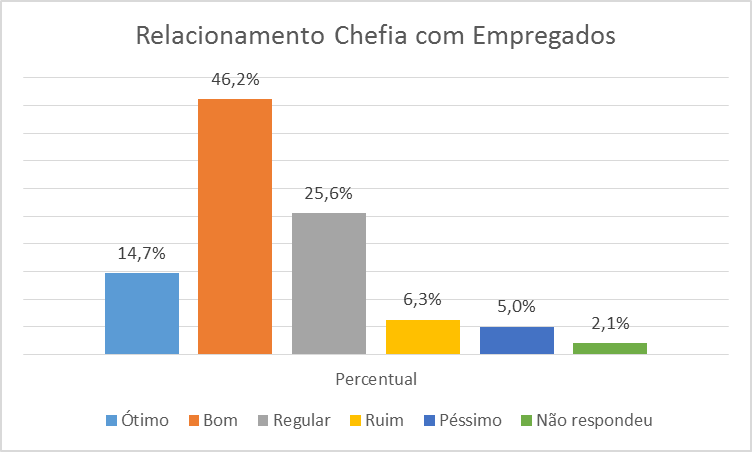 Relacionamento Chefia com Empregados
46,2%
25,6%
14,7%
6,3%
5,0%
2,1%
Percentual
Ótimo Bom Regular Ruim Péssimo Não respondeu